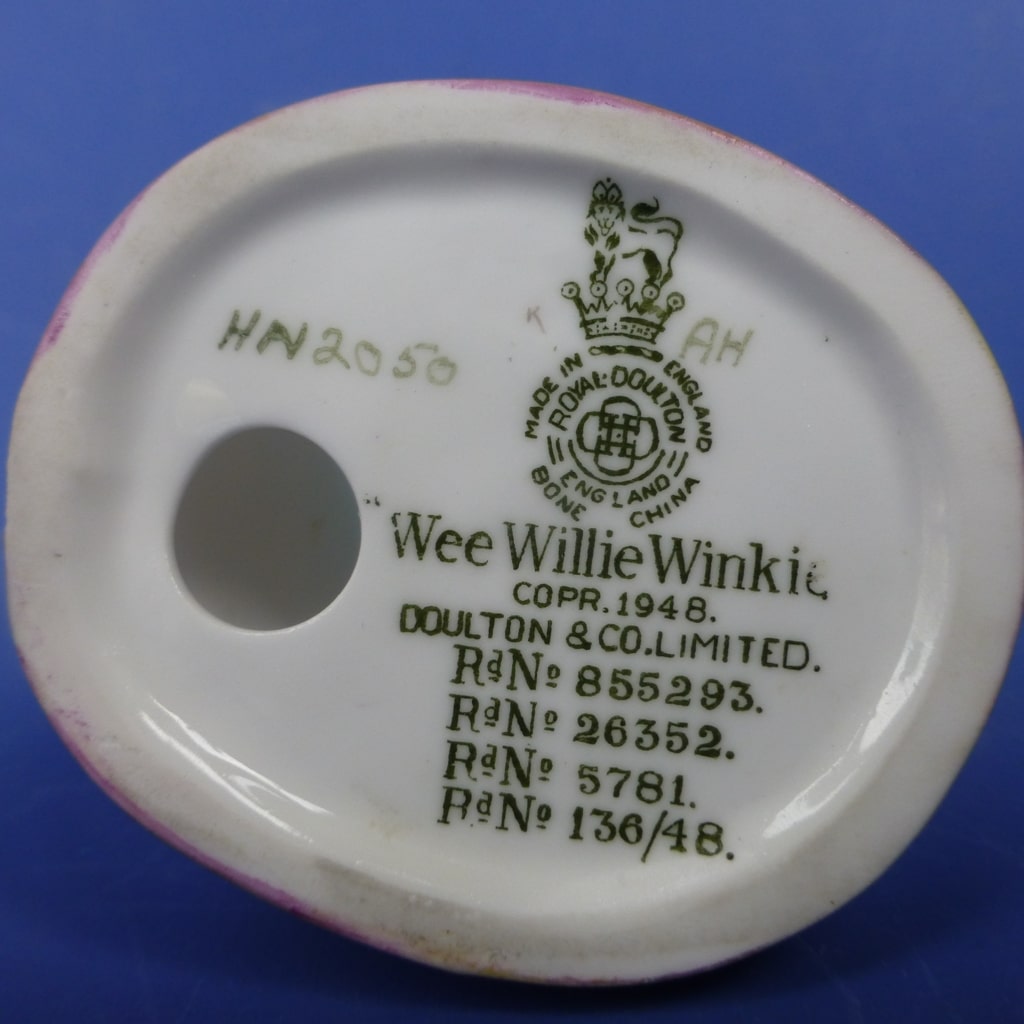 HN2050
K
AH
MADE IN ENGLAND
ROYAL·DOULTON
ENGLAND
BONE CHINA
"Wee Willie Winkie
COPR. 1948.
DOULTON & CO. LIMITED.
RdNo 855293.
RdNo 26352.
RdNo 5781.
RdNo 136/48.